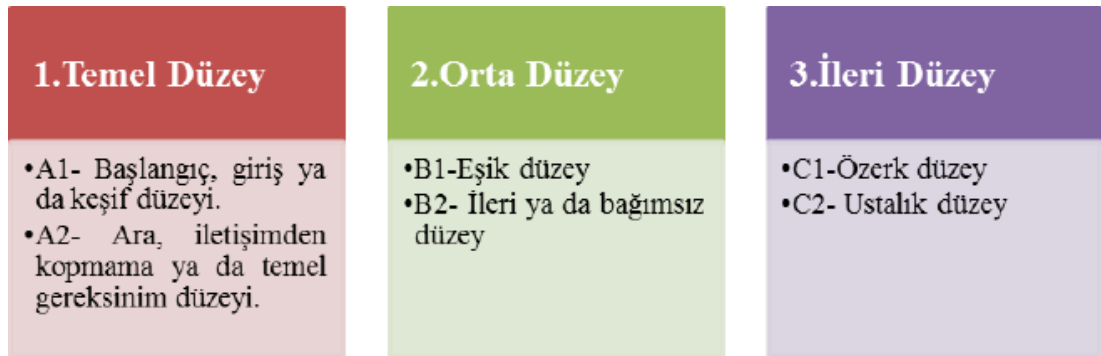 1.Temel Düzey
•A1- Başlangıç, giriş ya
da keşif düzeyi.
•A2- Ara, iletişimden
kopmama ya da temel
gereksinim düzeyi.
2.Orta Düzey
•B1-Eşik düzey
•B2- İleri ya da bağımsız
düzey
3.İleri Düzey
•C1-Özerk düzey
•C2- Ustalık düzey